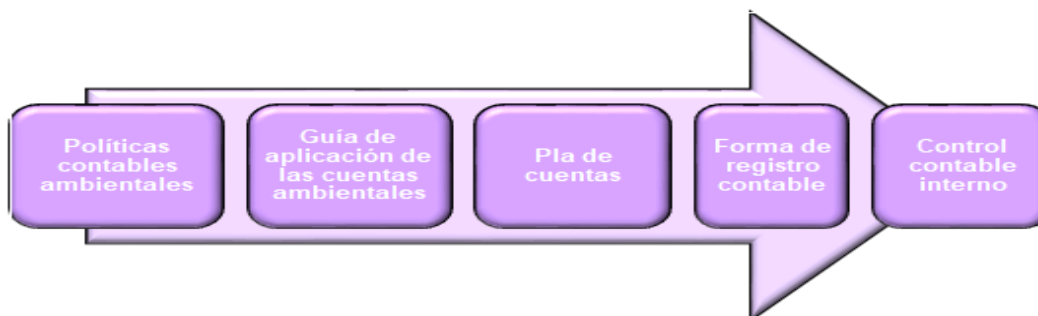 Políticas
contables
ambientales
Guía de
aplicación de
las cuentas
ambientales
Pla de
cuentas
Forma de
registro
contable
Control
contable
interno